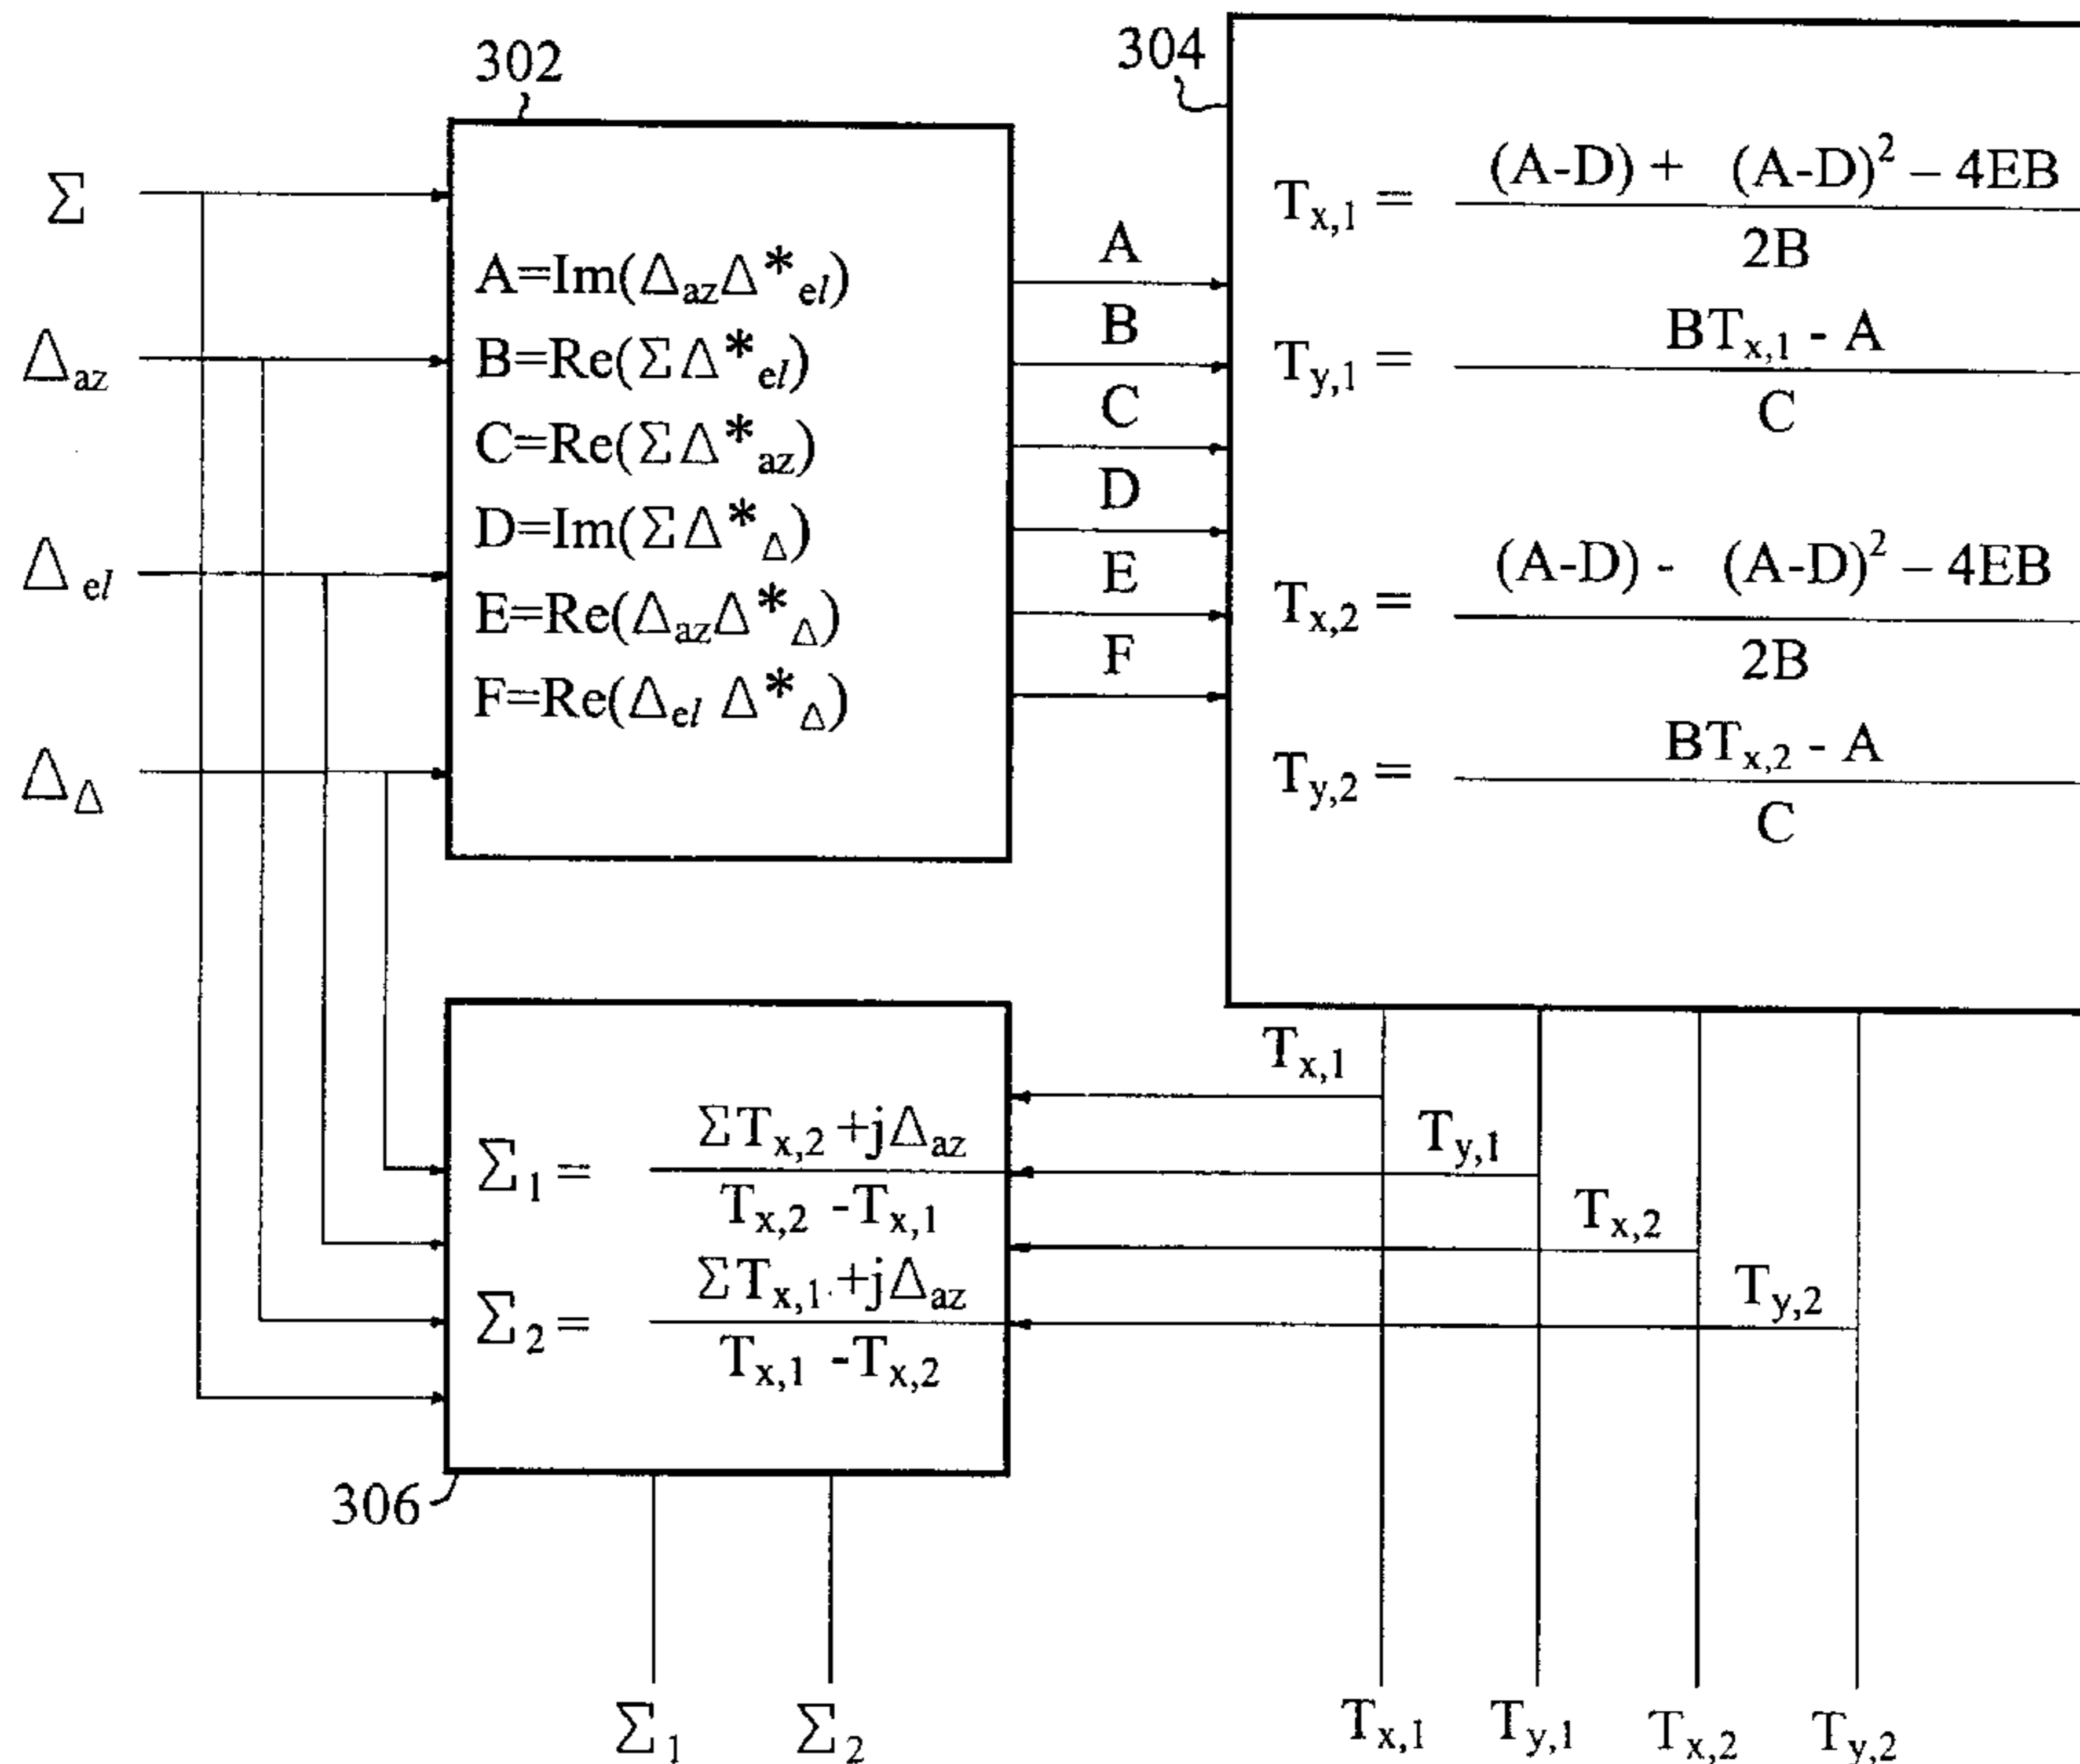 302
304
Σ
Δaz
Δel
ΔΔ
A=Im(ΔazΔ*el)
B=Re(ΣΔ*el)
C=Re(ΣΔ*az)
D=Im(ΣΔ*Δ)
E=Re(ΔazΔ*Δ)
F=Re(Δel Δ*Δ)
A
B
C
D
E
F
Tx,1 = (A-D) + (A-D)² – 4EB
2B
Ty,1 = BTx,1 - A
C
Tx,2 = (A-D) - (A-D)² – 4EB
2B
Ty,2 = BTx,2 - A
C
Tx,1
Ty,1
Tx,2
Ty,2
Σ1 = ΣTx,2 +jΔaz
Tx,2 -Tx,1
Σ2 = ΣTx,1 +jΔaz
Tx,1 -Tx,2
306
Σ1 Σ2 Tx,1 Ty,1 Tx,2 Ty,2